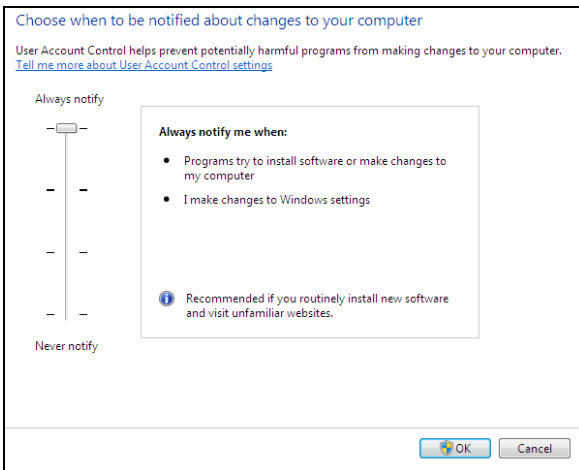 Choose when to be notified about changes to your computer
User Account Control helps prevent potentially harmful programs from making changes to your computer.
Tell me more about User Account Control settings
Always notify
Always notify me when:
Programs try to install software or make changes to
my computer
I make changes to Windows settings
Recommended if you routinely install new software
and visit unfamiliar websites.
Never notify
OK
Cancel